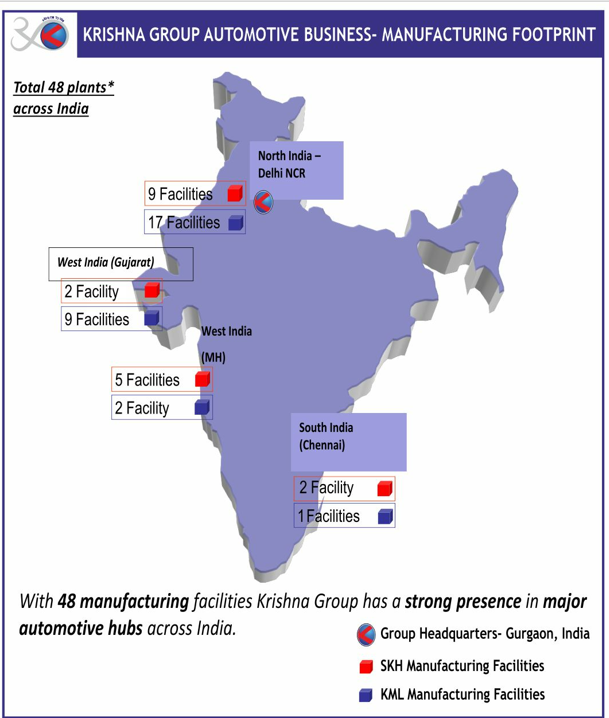 KRISHNA GROUP AUTOMOTIVE BUSINESS- MANUFACTURING FOOTPRINT
Total 48 plants*
across India
North India –
Delhi NCR
9 Facilities
17 Facilities
West India (Gujarat)
2 Facility
9 Facilities
West India
(MH)
5 Facilities
2 Facility
South India
(Chennai)
2 Facility
1 Facilities
With 48 manufacturing facilities Krishna Group has a strong presence in major
automotive hubs across India.
Group Headquarters- Gurgaon, India
SKH Manufacturing Facilities
KML Manufacturing Facilities